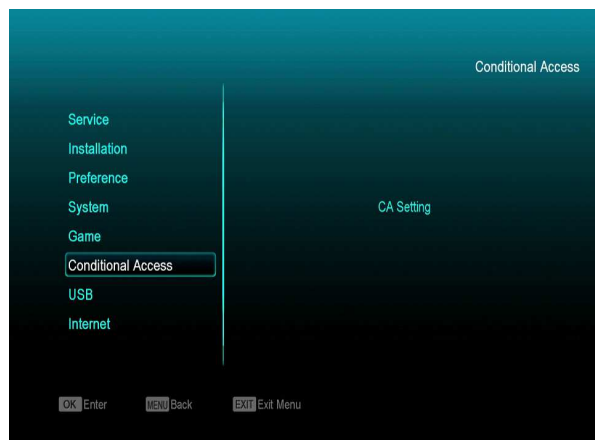 Conditional Access
Service
Installation
Preference
System
CA Setting
Game
Conditional Access
USB
Internet
OK Enter MENU Back EXIT Exit Menu